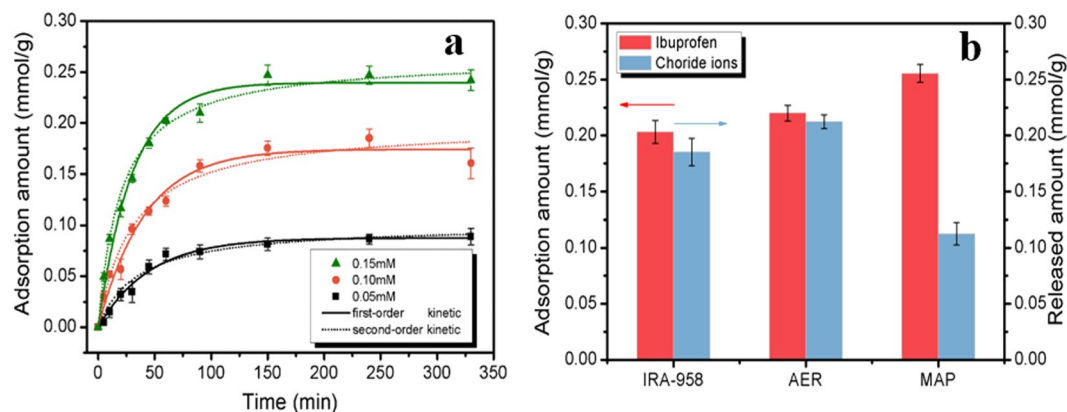 a
Adsorption amount (mmol/g)
0.30
0.25
0.20
0.15
0.10
0.05
0.00
0.15mM
0.10mM
0.05mM
first-order kinetic
second-order kinetic
0 50 100 150 200 250 300 350
Time (min)
b
Adsorption amount (mmol/g)
0.30
0.25
0.20
0.15
0.10
0.05
0.00
Ibuprofen
Choride ions
0.30
0.25
0.20
0.15
0.10
0.05
0.00
Released amount (mmol/g)
IRA-958 AER MAP